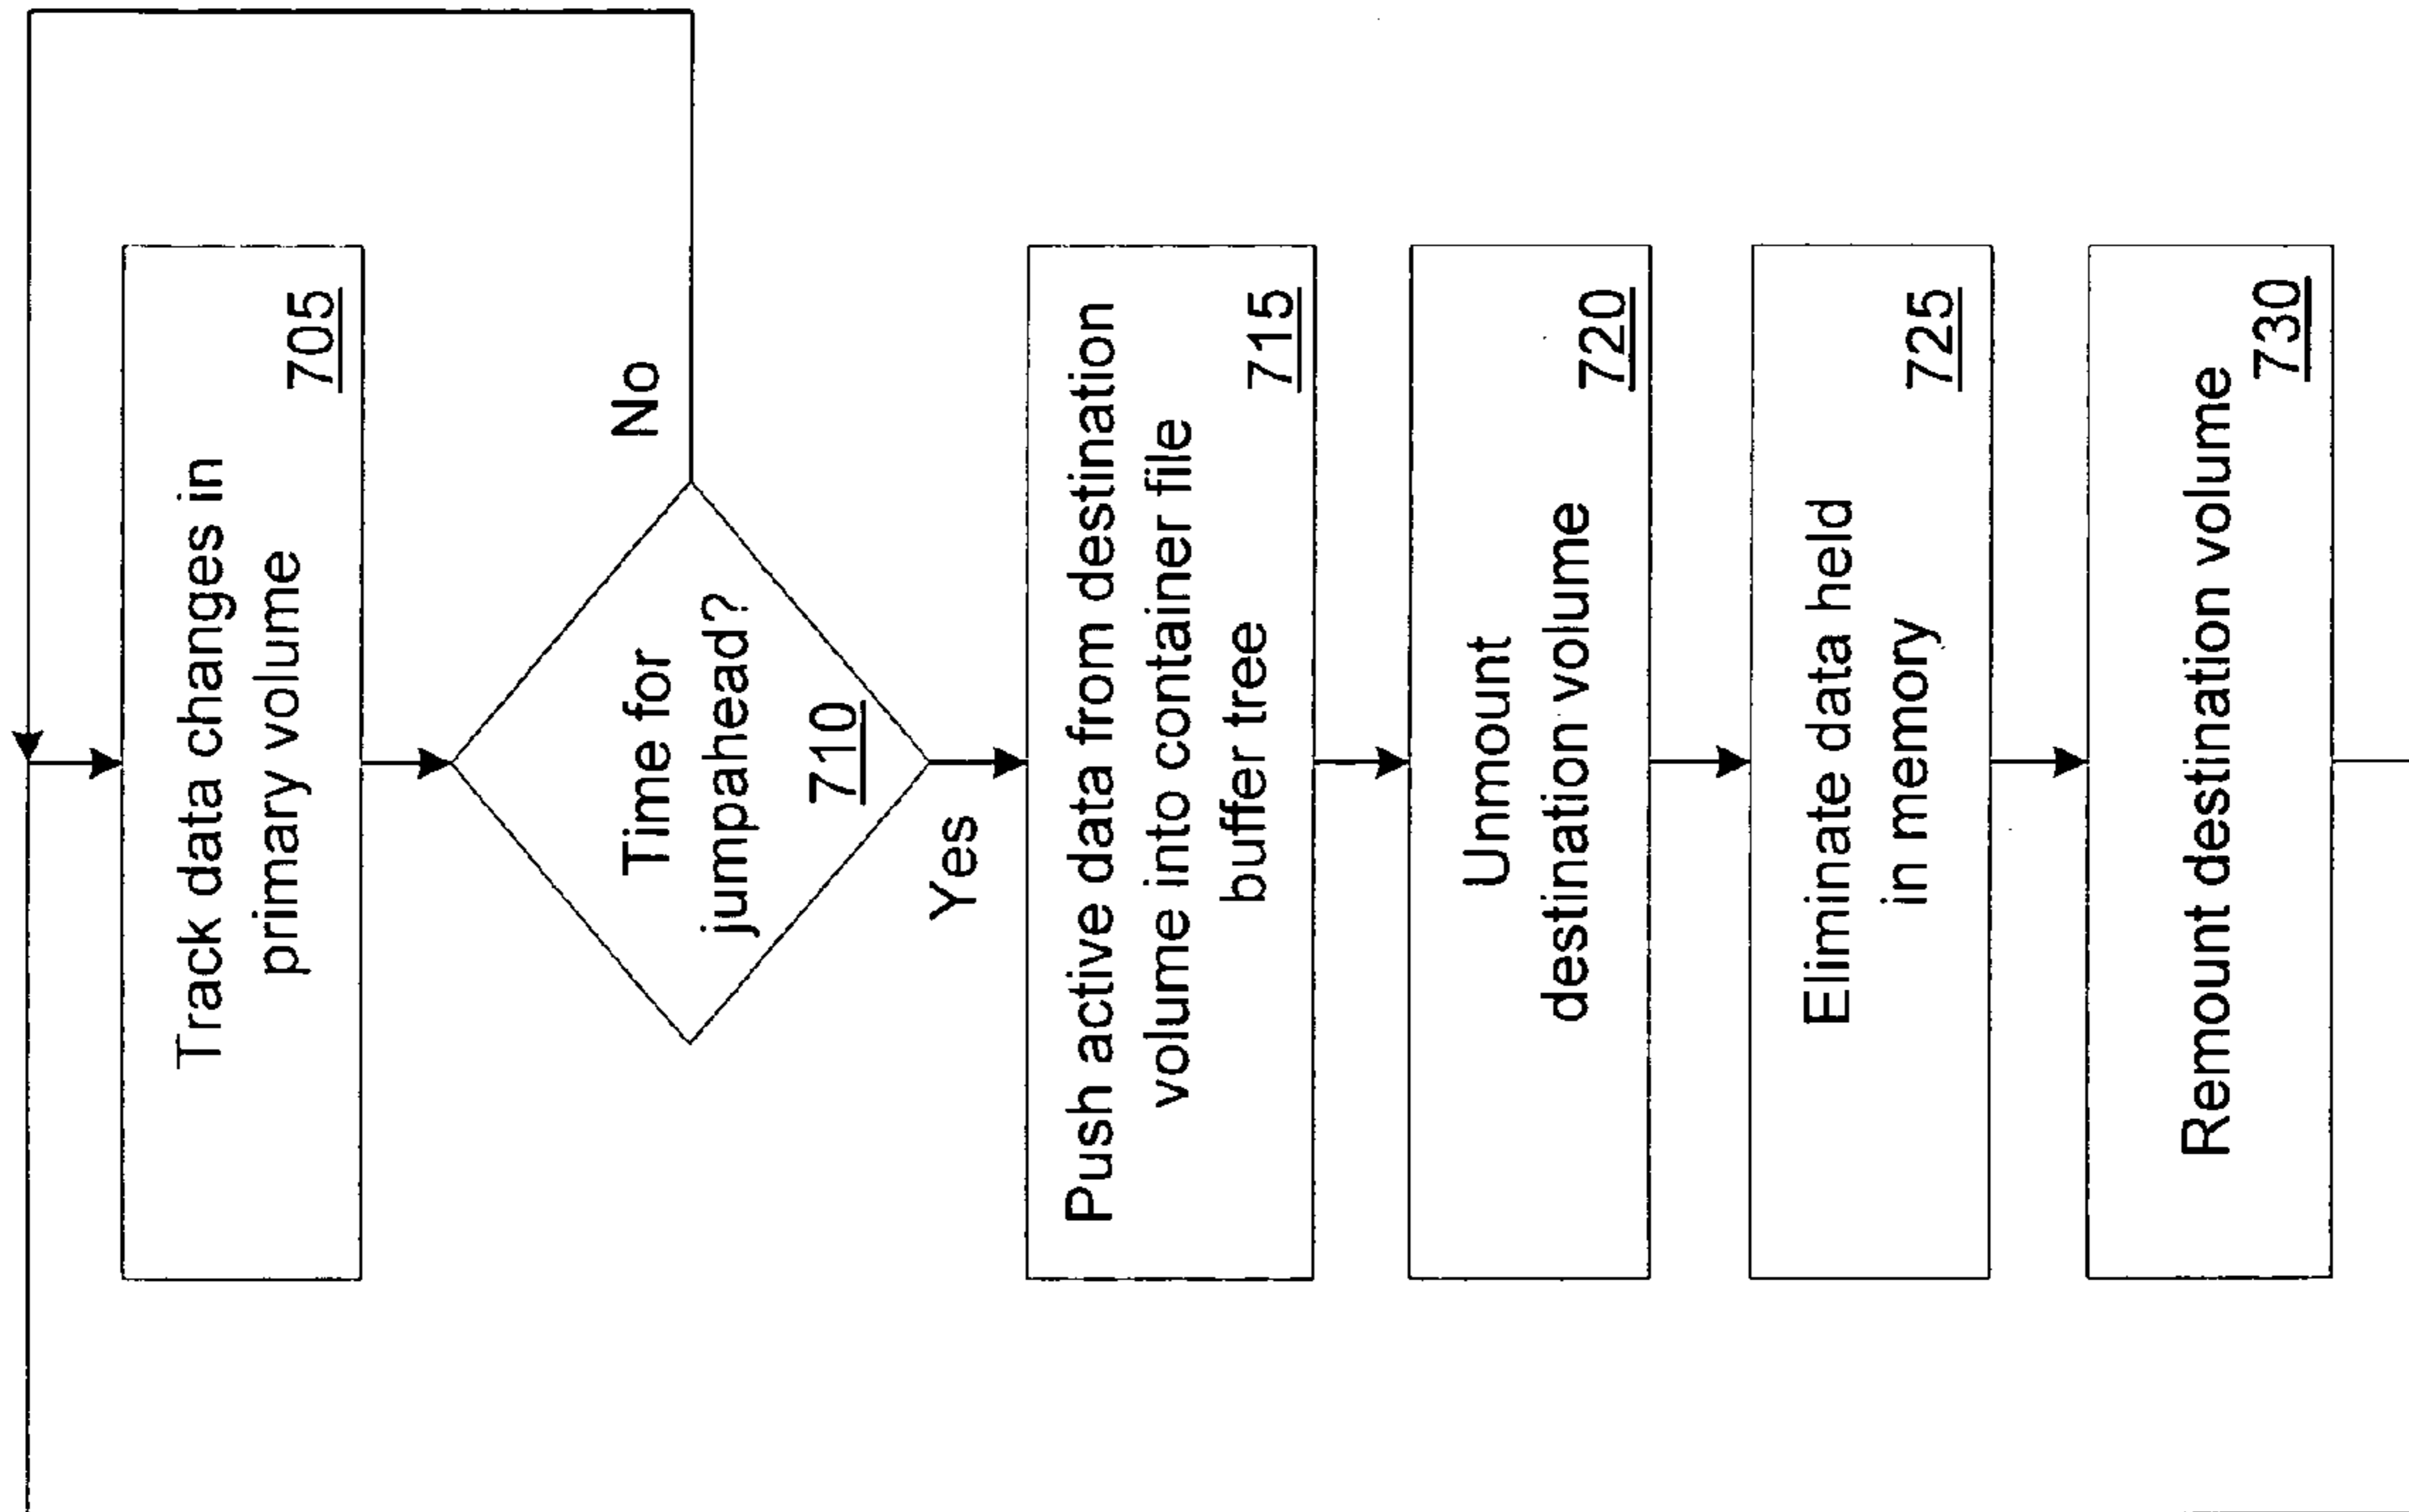 Track data changes in
primary volume
705
Time for
jumpahead?
710
No
Yes
Push active data from destination
volume into container file
buffer tree
715
Unmount
destination volume
720
Eliminate data held
in memory
725
Remount destination volume
730